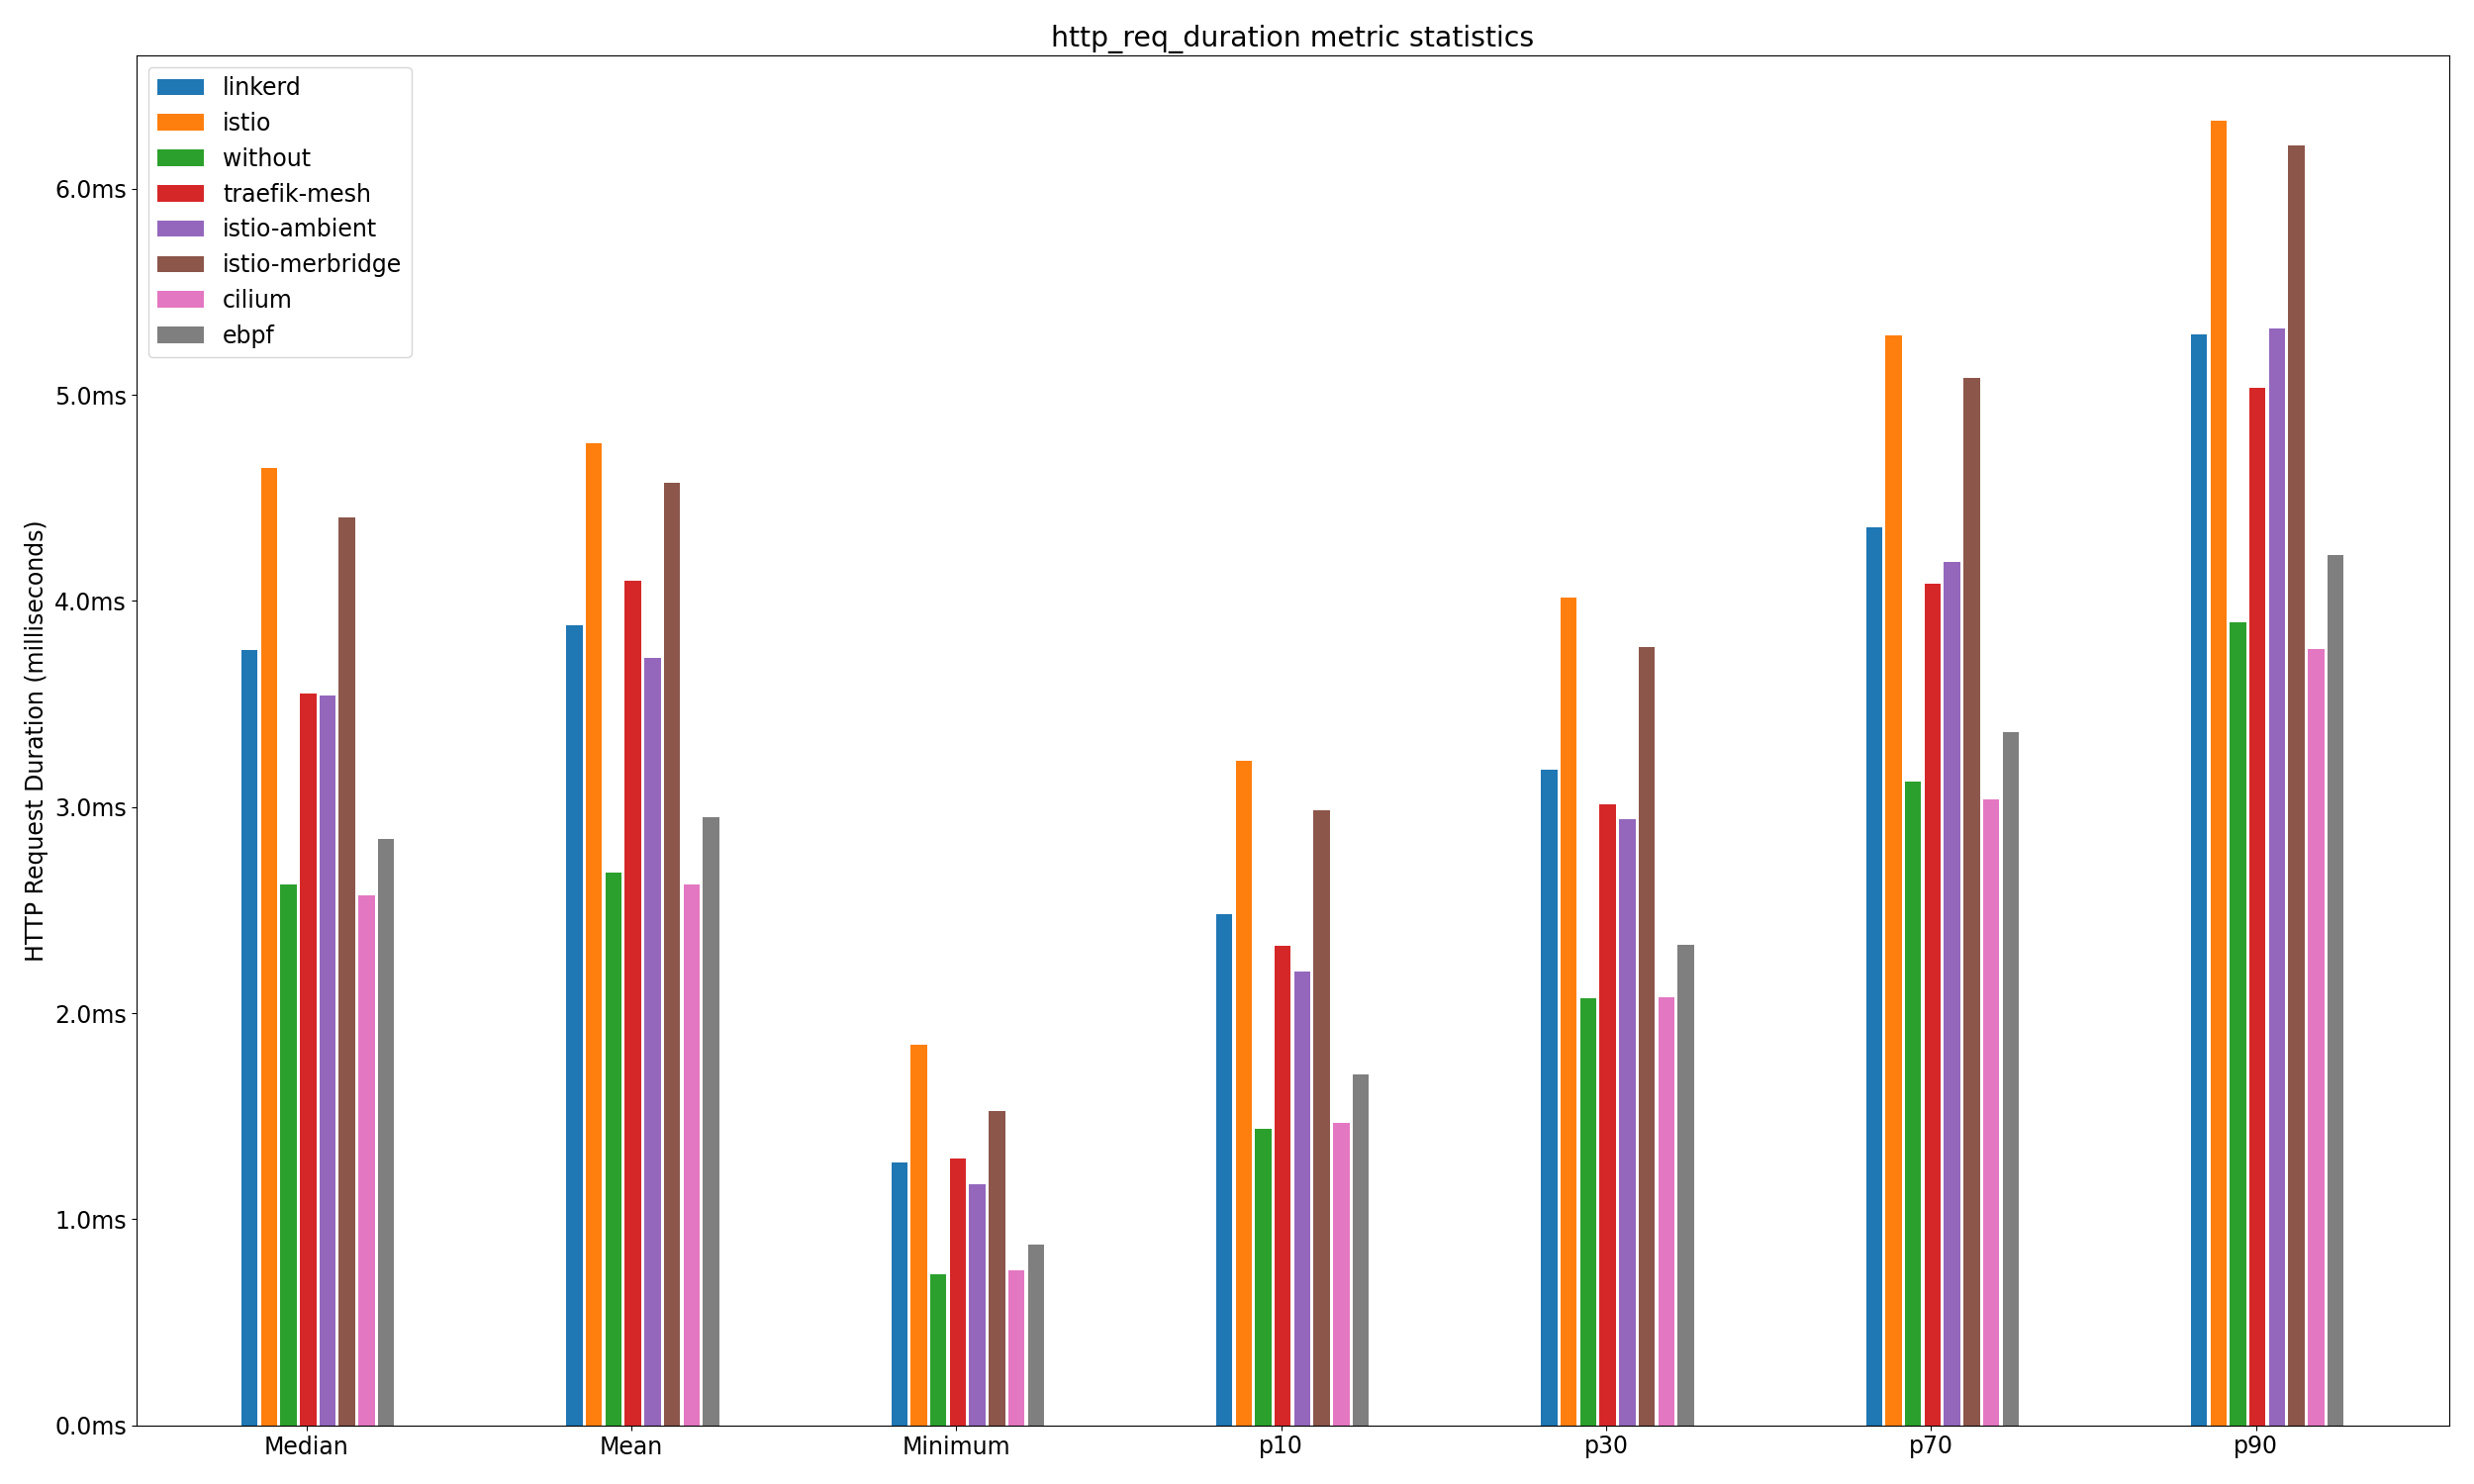 http_req_duration metric statistics
linkerd
istio
without
traefik-mesh
istio-ambient
istio-merbridge
cilium
ebpf
HTTP Request Duration (milliseconds)
6.0ms
5.0ms
4.0ms
3.0ms
2.0ms
1.0ms
0.0ms
Median Mean Minimum p10 p30 p70 p90